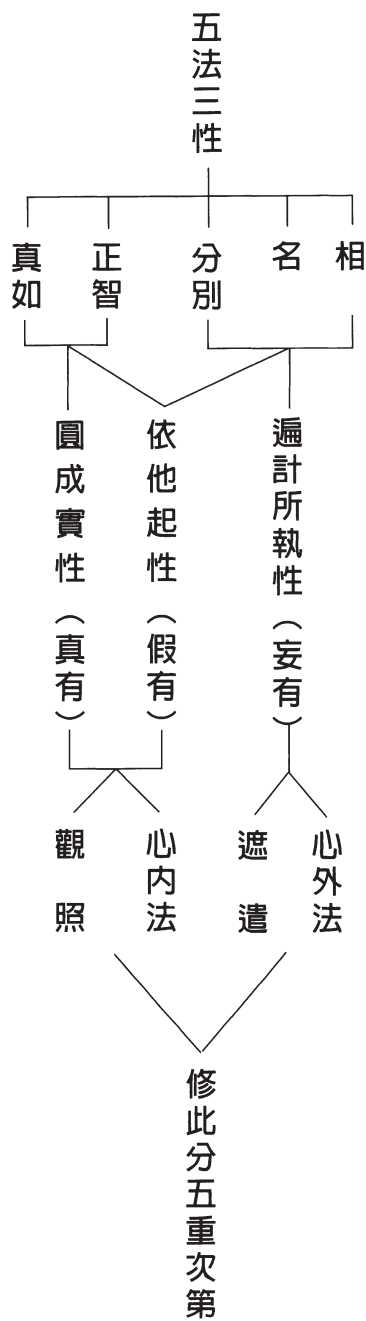 五法三性
相
名
分別
正智
真如
遍計所執性（妄有）
依他起性（假有）
圓成實性（真有）
心外法
遮遣
心內法
觀照
修此分五重次第